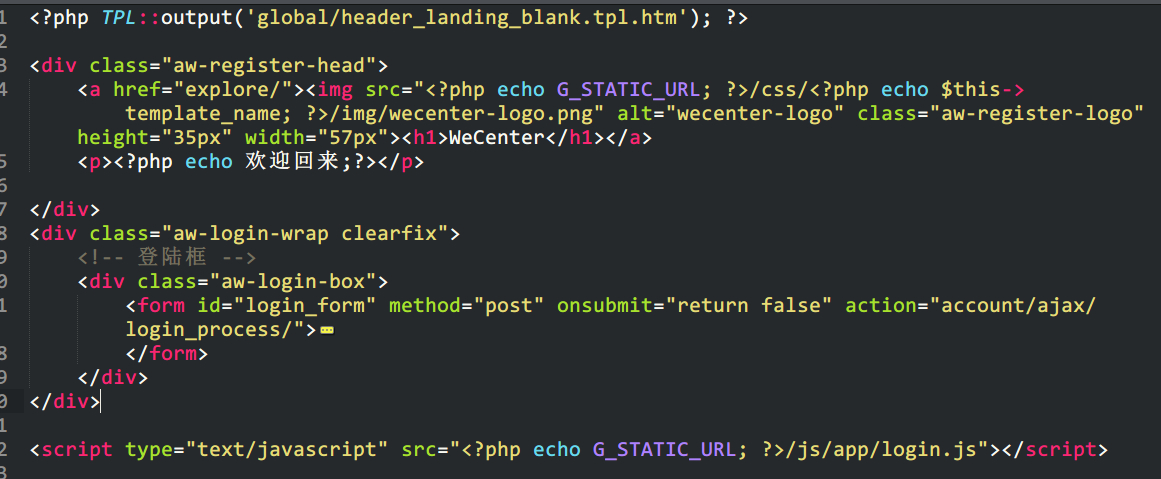 1 <?php TPL::output('global/header_landing_blank.tpl.htm'); ?>
2
3 <div class="aw-register-head">
4 <a href="explore/"><img src="<?php echo G_STATIC_URL; ?>/css/<?php echo $this->
template_name; ?>/img/wecenter-logo.png" alt="wecenter-logo" class="aw-register-logo"
height="35px" width="57px"><h1>WeCenter</h1></a>
5 <p><?php echo 欢迎回来;?></p>
6
7 </div>
8 <div class="aw-login-wrap clearfix">
9 <!-- 登陆框 -->
0 <div class="aw-login-box">
1 <form id="login_form" method="post" onsubmit="return false" action="account/ajax/
login_process/">
8 </form>
9 </div>
0 </div>
1
2 <script type="text/javascript" src="<?php echo G_STATIC_URL; ?>/js/app/login.js"></script>
3